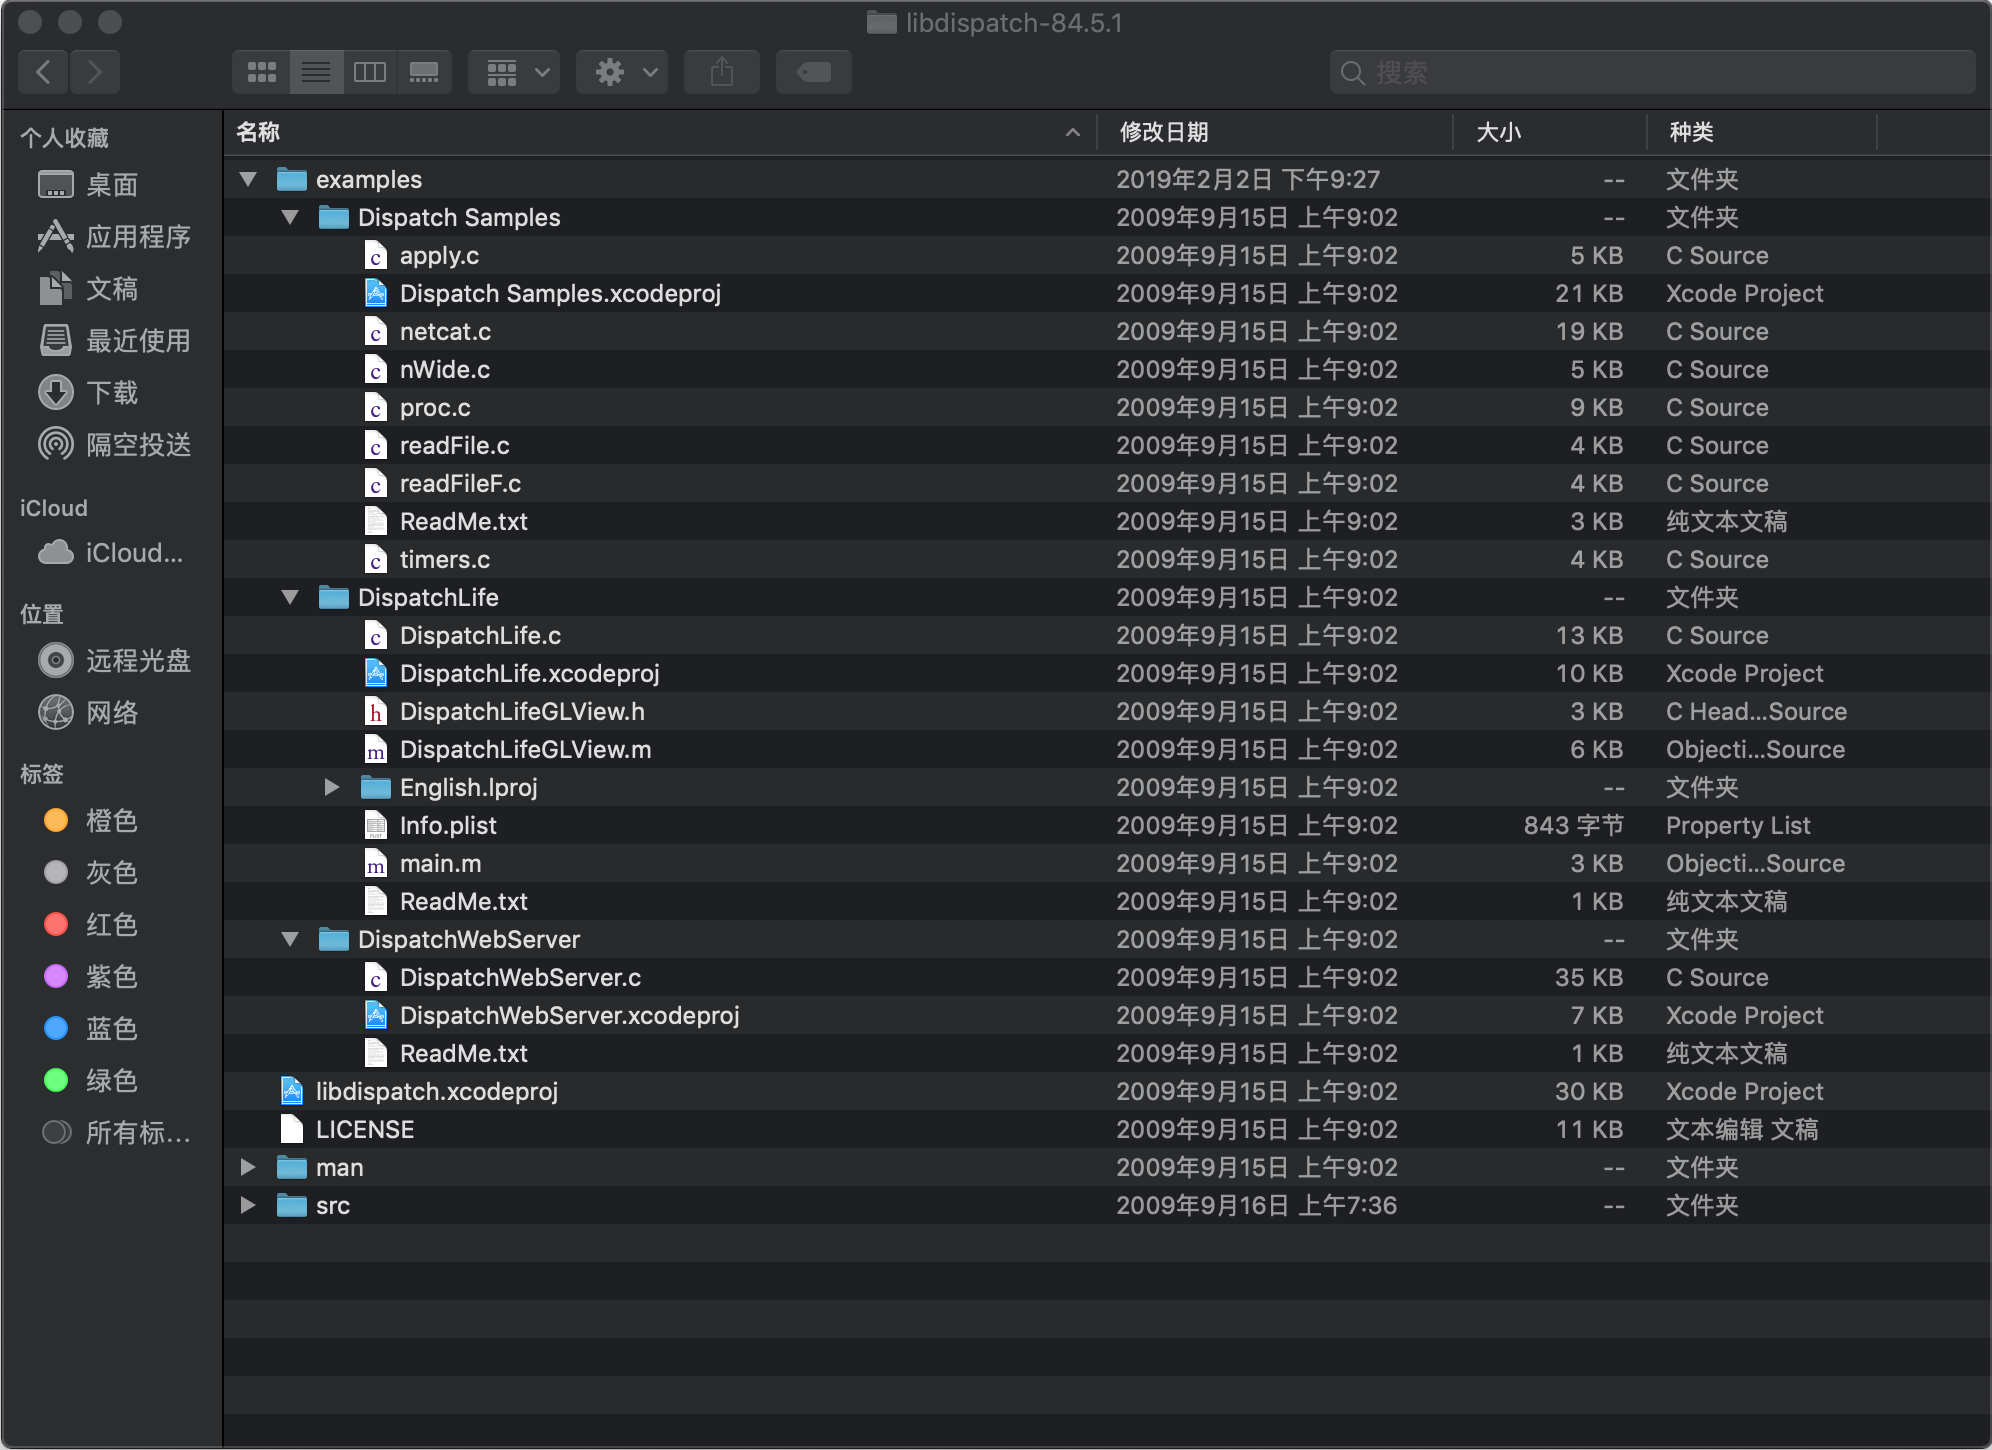 libdispatch-84.5.1
搜索
个人收藏
桌面
应用程序
文稿
最近使用
下载
隔空投送
iCloud
iCloud...
位置
远程光盘
网络
标签
橙色
灰色
红色
紫色
蓝色
绿色
所有标...
名称 修改日期 大小 种类
examples 2019年2月2日 下午9:27 -- 文件夹
Dispatch Samples 2009年9月15日 上午9:02 -- 文件夹
apply.c 2009年9月15日 上午9:02 5 KB C Source
Dispatch Samples.xcodeproj 2009年9月15日 上午9:02 21 KB Xcode Project
netcat.c 2009年9月15日 上午9:02 19 KB C Source
nWide.c 2009年9月15日 上午9:02 5 KB C Source
proc.c 2009年9月15日 上午9:02 9 KB C Source
readFile.c 2009年9月15日 上午9:02 4 KB C Source
readFileF.c 2009年9月15日 上午9:02 4 KB C Source
ReadMe.txt 2009年9月15日 上午9:02 3 KB 纯文本文稿
timers.c 2009年9月15日 上午9:02 4 KB C Source
DispatchLife 2009年9月15日 上午9:02 -- 文件夹
DispatchLife.c 2009年9月15日 上午9:02 13 KB C Source
DispatchLife.xcodeproj 2009年9月15日 上午9:02 10 KB Xcode Project
DispatchLifeGLView.h 2009年9月15日 上午9:02 3 KB C Head...Source
DispatchLifeGLView.m 2009年9月15日 上午9:02 6 KB Objecti...Source
English.lproj 2009年9月15日 上午9:02 -- 文件夹
Info.plist 2009年9月15日 上午9:02 843 字节 Property List
main.m 2009年9月15日 上午9:02 3 KB Objecti...Source
ReadMe.txt 2009年9月15日 上午9:02 1 KB 纯文本文稿
DispatchWebServer 2009年9月15日 上午9:02 -- 文件夹
DispatchWebServer.c 2009年9月15日 上午9:02 35 KB C Source
DispatchWebServer.xcodeproj 2009年9月15日 上午9:02 7 KB Xcode Project
ReadMe.txt 2009年9月15日 上午9:02 1 KB 纯文本文稿
libdispatch.xcodeproj 2009年9月15日 上午9:02 30 KB Xcode Project
LICENSE 2009年9月15日 上午9:02 11 KB 文本编辑 文稿
man 2009年9月15日 上午9:02 -- 文件夹
src 2009年9月16日 上午7:36 -- 文件夹